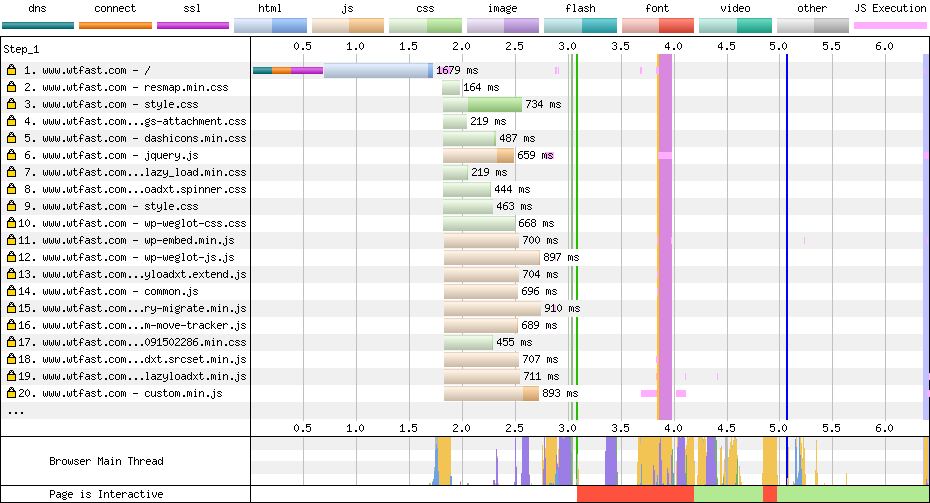 dns connect ssl html js css image flash font video other JS Execution
Step_1 0.5 1.0 1.5 2.0 2.5 3.0 3.5 4.0 4.5 5.0 5.5 6.0
1. www.wtfast.com - / 1679 ms
2. www.wtfast.com - resmap.min.css 164 ms
3. www.wtfast.com - style.css 734 ms
4. www.wtfast.com...gs-attachment.css 219 ms
5. www.wtfast.com - dashicons.min.css 487 ms
6. www.wtfast.com - jquery.js 659 ms
7. www.wtfast.com...lazy_load.min.css 219 ms
8. www.wtfast.com...oadxt.spinner.css 444 ms
9. www.wtfast.com - style.css 463 ms
10. www.wtfast.com - wp-weglot-css.css 668 ms
11. www.wtfast.com - wp-embed.min.js 700 ms
12. www.wtfast.com - wp-weglot-js.js 897 ms
13. www.wtfast.com...yloadxt.extend.js 704 ms
14. www.wtfast.com - common.js 696 ms
15. www.wtfast.com...ry-migrate.min.js 910 ms
16. www.wtfast.com...m-move-tracker.js 689 ms
17. www.wtfast.com...091502286.min.css 455 ms
18. www.wtfast.com...dxt.srcset.min.js 707 ms
19. www.wtfast.com...lazyloadxt.min.js 711 ms
20. www.wtfast.com - custom.min.js 893 ms
...
0.5 1.0 1.5 2.0 2.5 3.0 3.5 4.0 4.5 5.0 5.5 6.0
Browser Main Thread
Page is Interactive